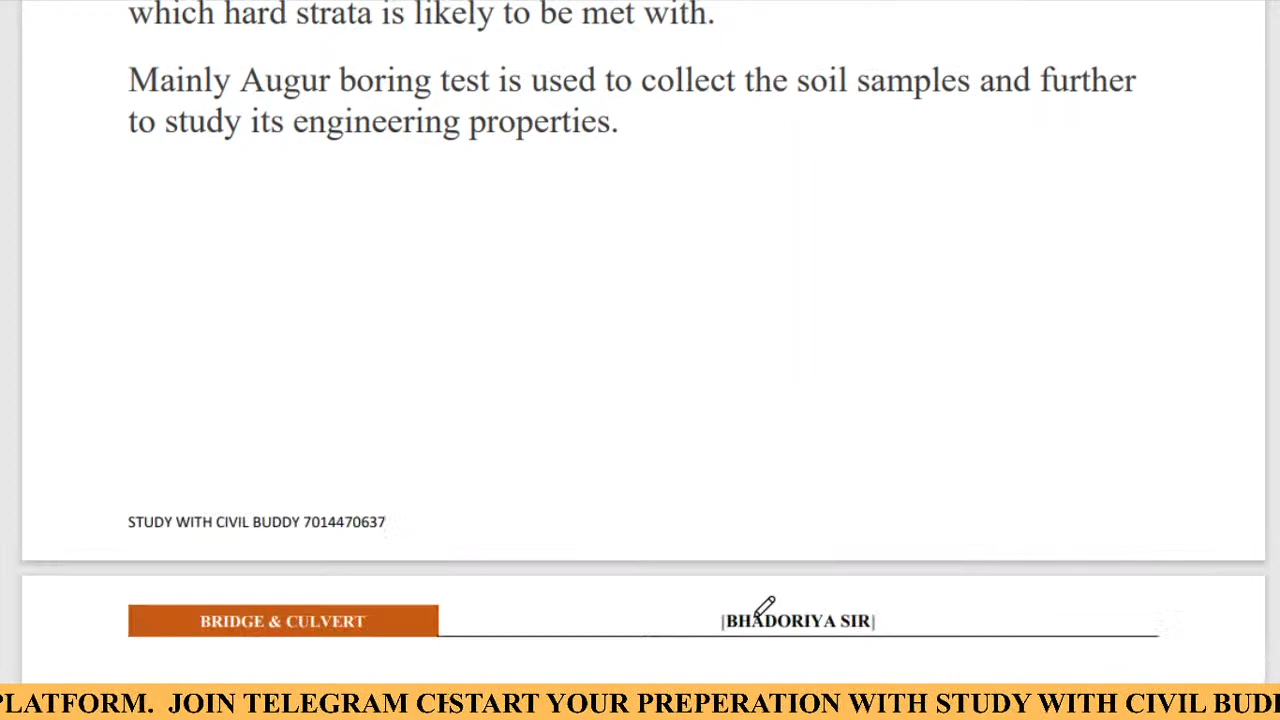 which hard strata is likely to be met with.
Mainly Augur boring test is used to collect the soil samples and further
to study its engineering properties.
STUDY WITH CIVIL BUDDY 7014470637
BRIDGE & CULVERT
|BHADORIYA SIR|
PLATFORM. JOIN TELEGRAM CHSTART YOUR PREPERATION WITH STUDY WITH CIVIL BUDD